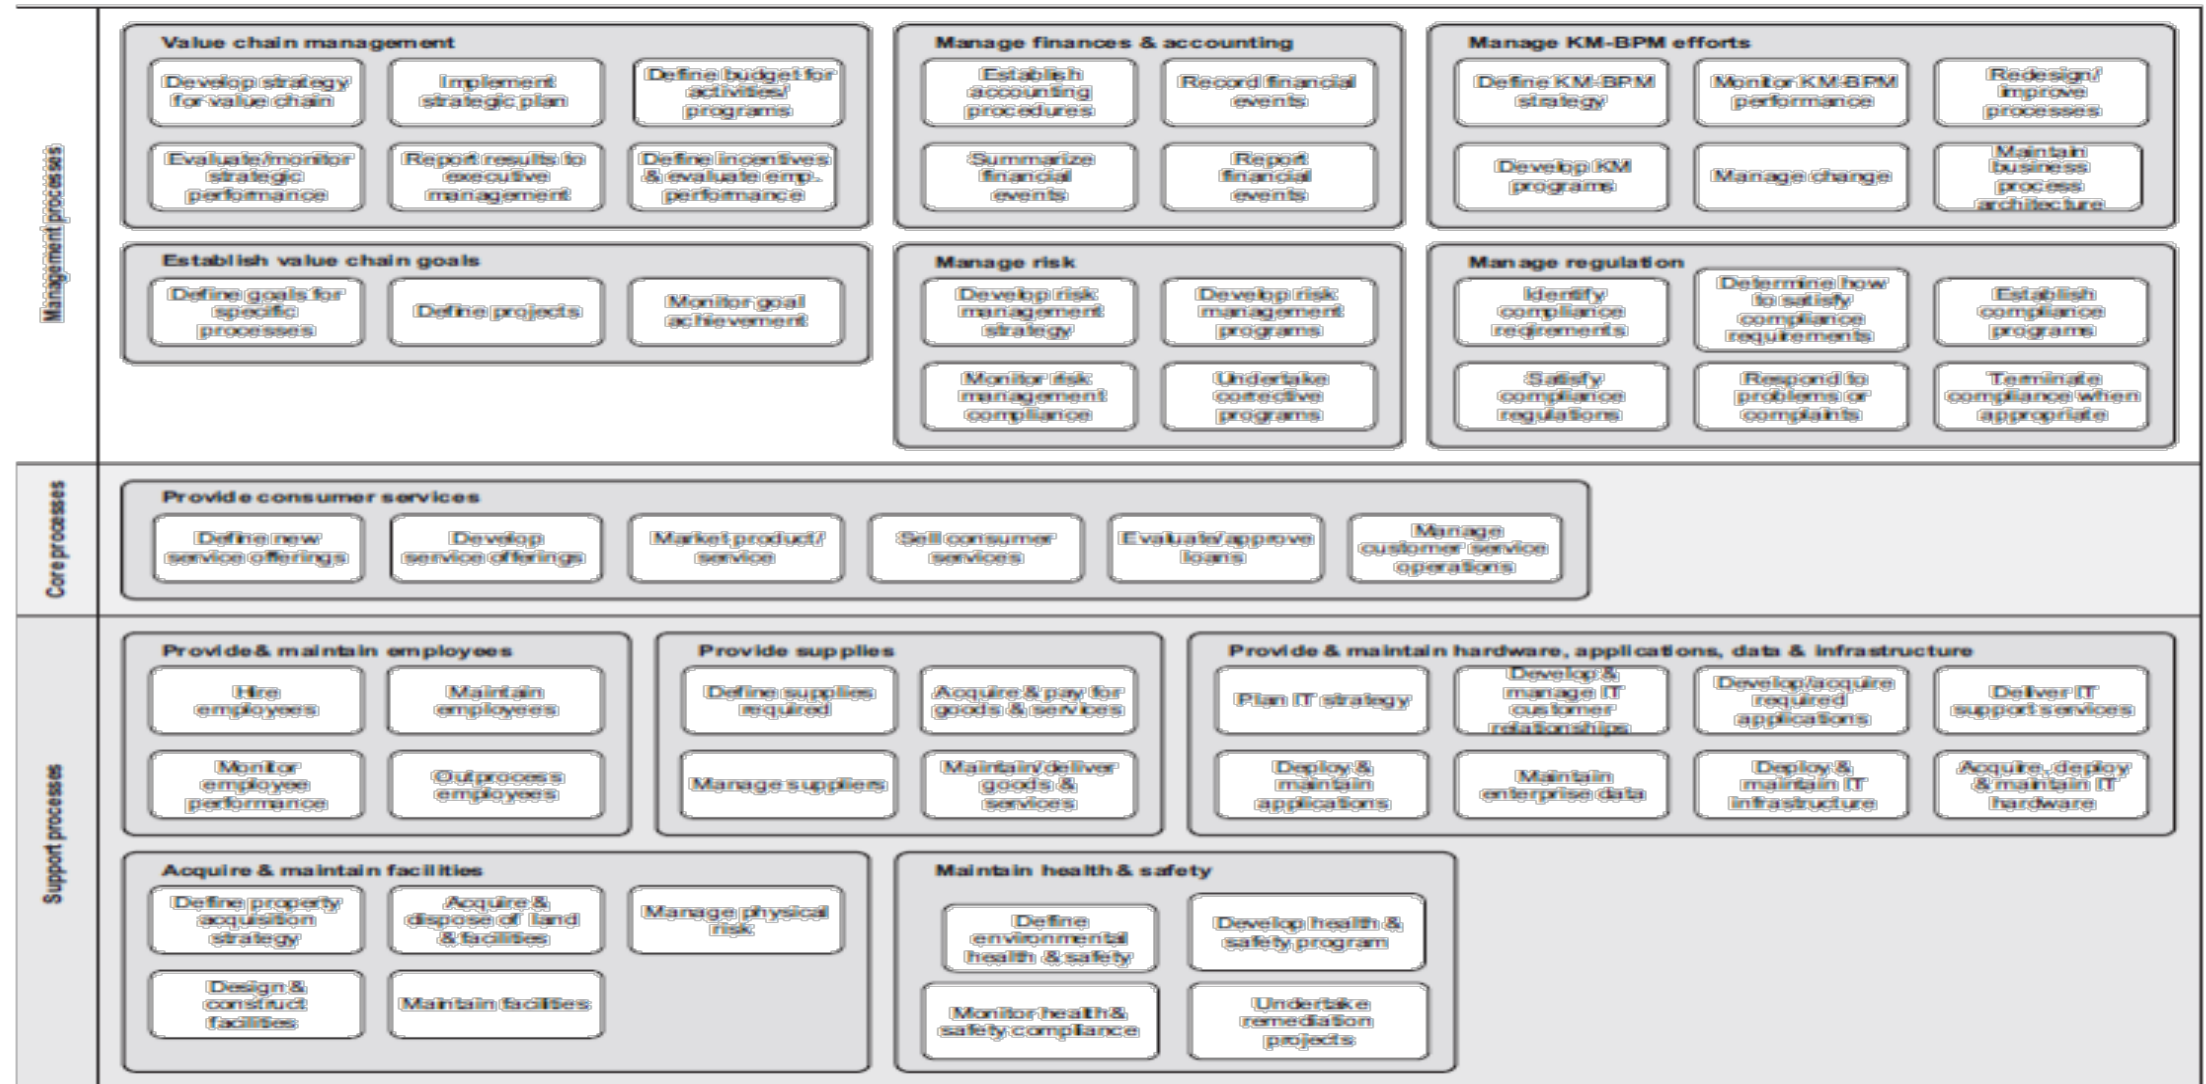 Management processes
Value chain management
Develop strategy
for value chain
Implement
strategic plan
Define budget for
activities/
programs
Evaluate/monitor
strategic
performance
Report results to
executive
management
Define incentives
& evaluate emp.
performance
Manage finances & accounting
Establish
accounting
procedures
Record financial
events
Summarize
financial
events
Report
financial
events
Manage KM-BPM efforts
Define KM-BPM
strategy
Monitor KM-BPM
performance
Redesign/
improve
processes
Develop KM
programs
Manage change
Maintain
business
process
architecture
Establish value chain goals
Define goals for
specific
processes
Define projects
Monitor goal
achievement
Manage risk
Develop risk
management
strategy
Develop risk
management
programs
Monitor risk
management
compliance
Undertake
corrective
programs
Manage regulation
Identify
compliance
reqirements
Determine how
to satisfy
compliance
requirements
Establish
compliance
programs
Satisfy
compliance
regulations
Respond to
problems or
complaints
Terminate
compliance when
appropriate
Core processes
Provide consumer services
Define new
service offerings
Develop
service offerings
Market product/
service
Sell consumer
services
Evaluate/approve
loans
Manage
customer service
operations
Support processes
Provide & maintain employees
Hire
employees
Maintain
employees
Monitor
employee
performance
Outprocess
employees
Provide supplies
Define supplies
required
Acquire & pay for
goods & services
Manage suppliers
Maintain/deliver
goods &
services
Provide & maintain hardware, applications, data & infrastructure
Plan IT strategy
Develop &
manage IT
customer
relationships
Develop/acquire
required
applications
Deliver IT
support services
Deploy &
maintain
applications
Maintain
enterprise data
Deploy &
maintain IT
infrastructure
Acquire, deploy
& maintain IT
hardware
Acquire & maintain facilities
Define property
acquisition
strategy
Acquire &
dispose of land
& facilities
Manage physical
risk
Design &
construct
facilities
Maintain facilities
Maintain health & safety
Define
environmental
health & safety
Develop health &
safety program
Monitor health &
safety compliance
Undertake
remediation
projects